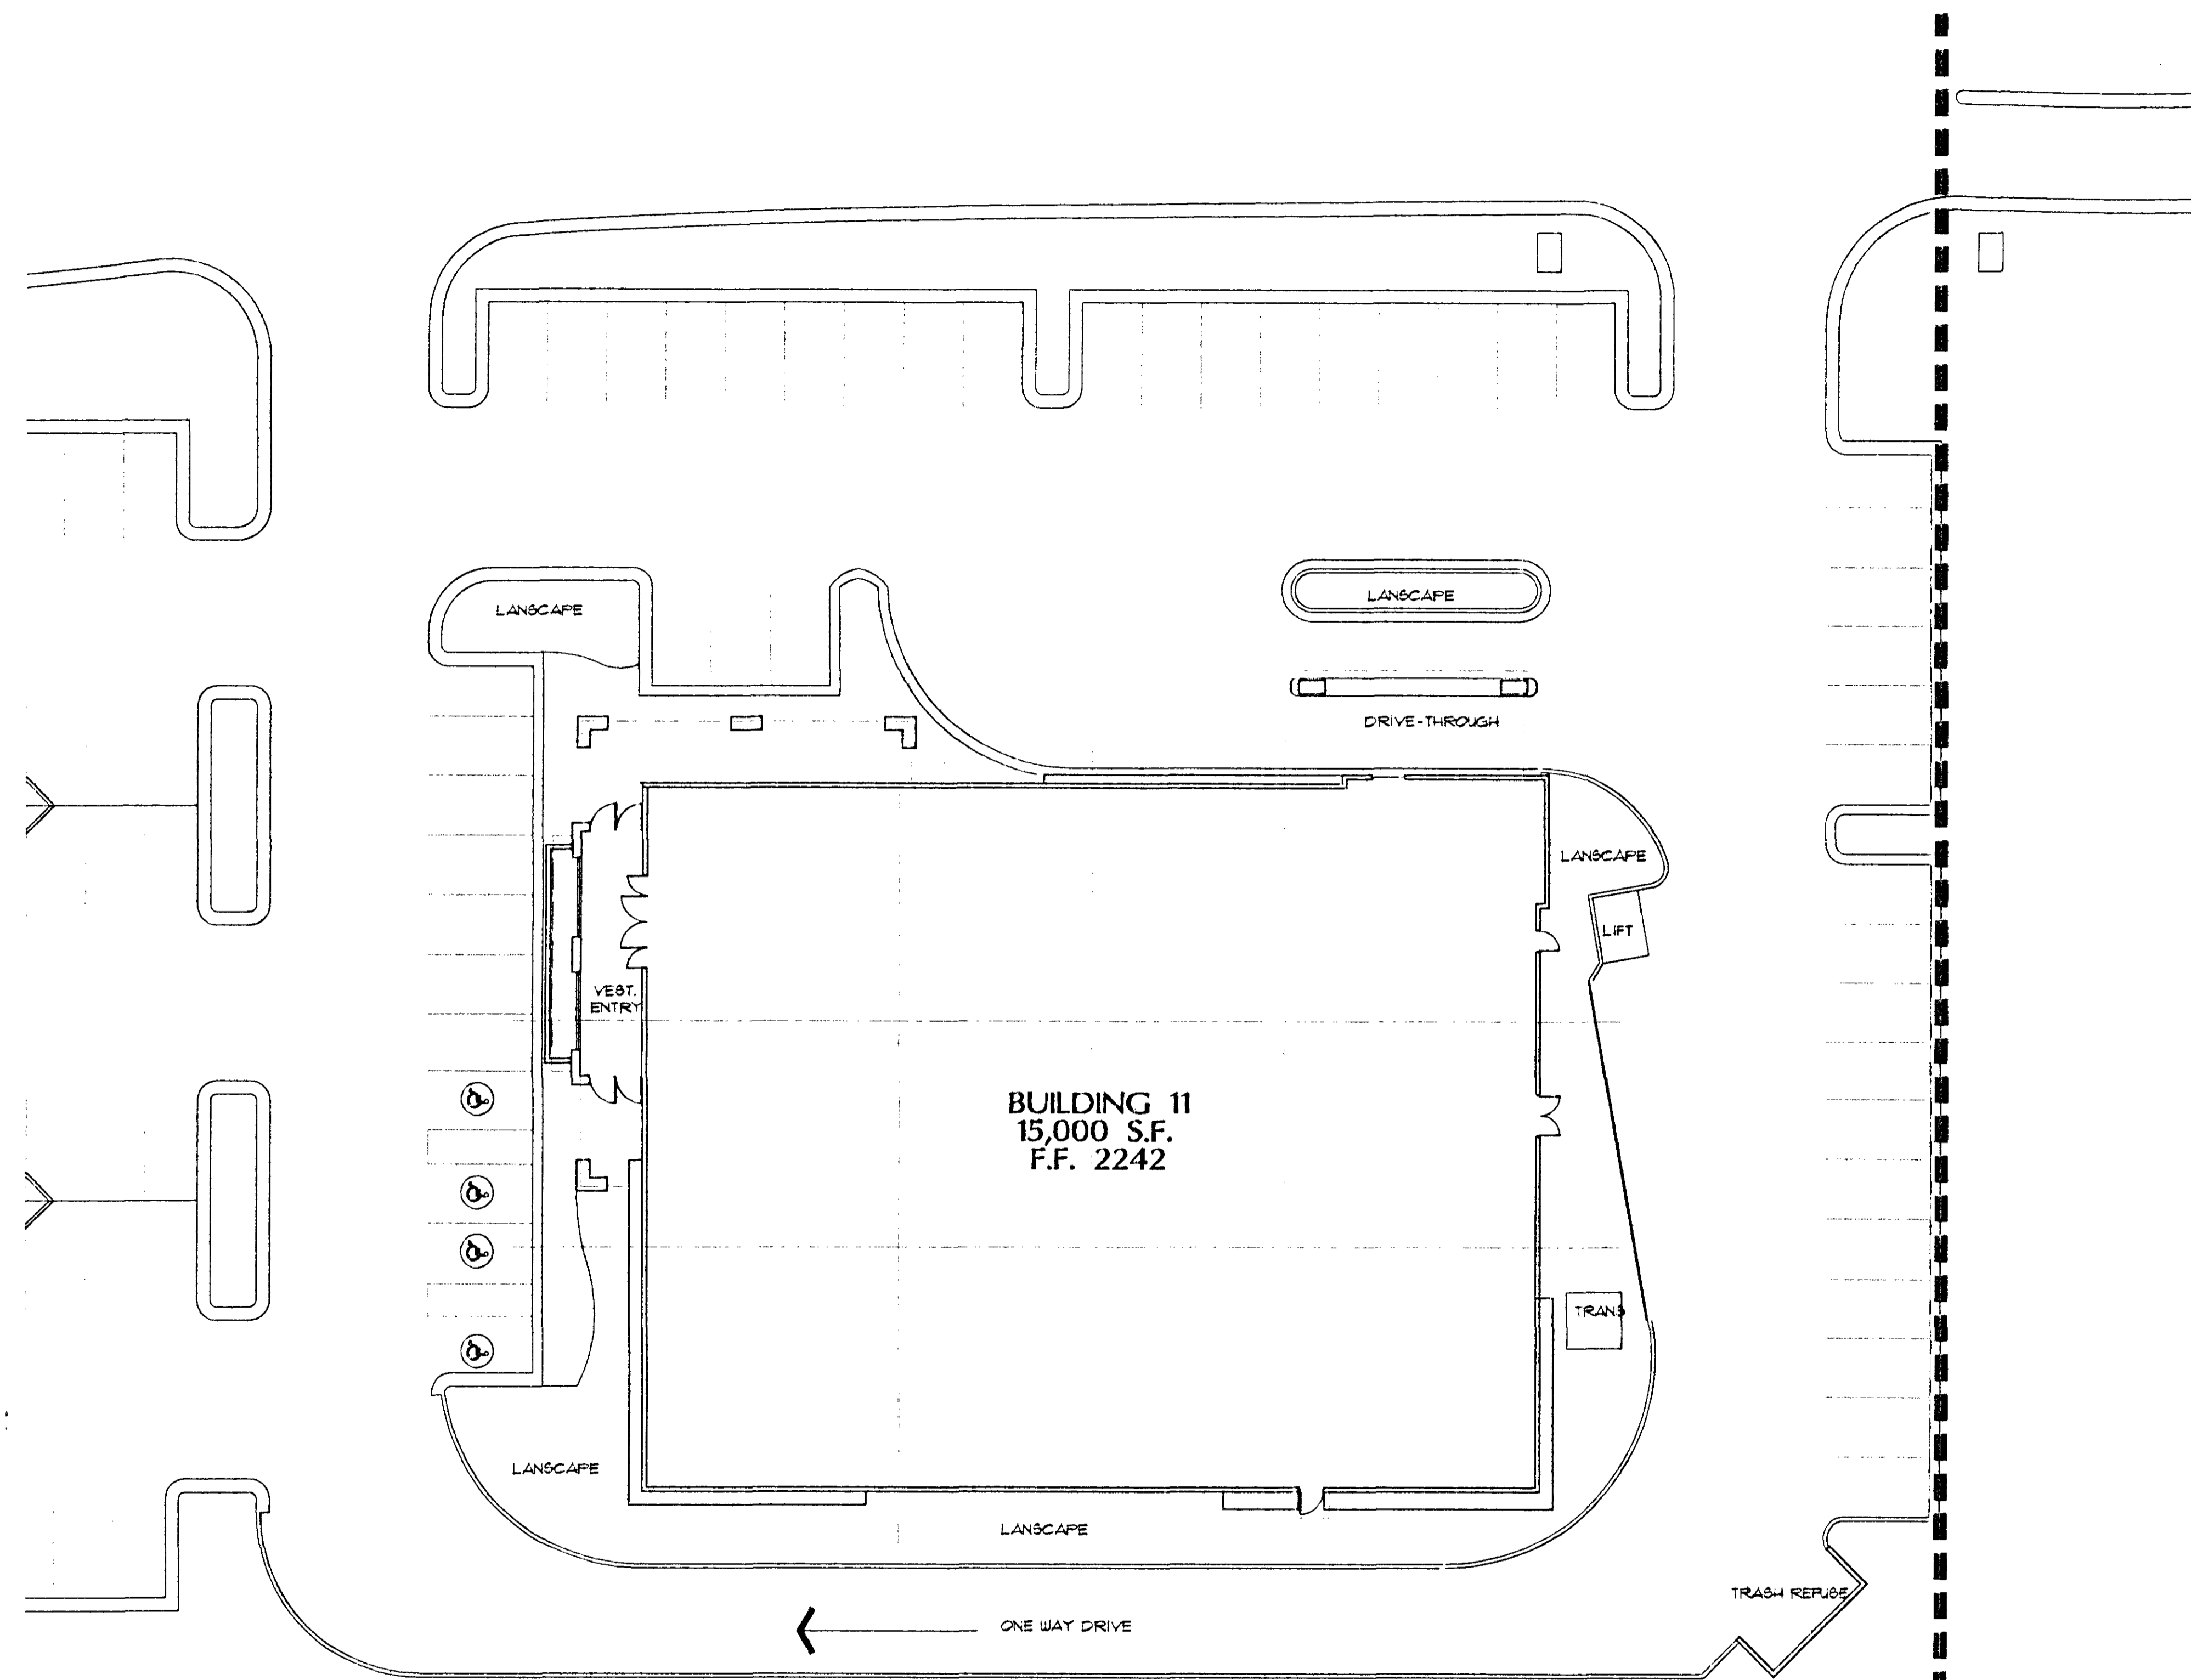 LANSCAPE
LANSCAPE
DRIVE-THROUGH
LANSCAPE
LIFT
VEST.
ENTRY
BUILDING 11
15,000 S.F.
F.F. 2242
TRANS
LANSCAPE
LANSCAPE
TRASH REFUSE
ONE WAY DRIVE